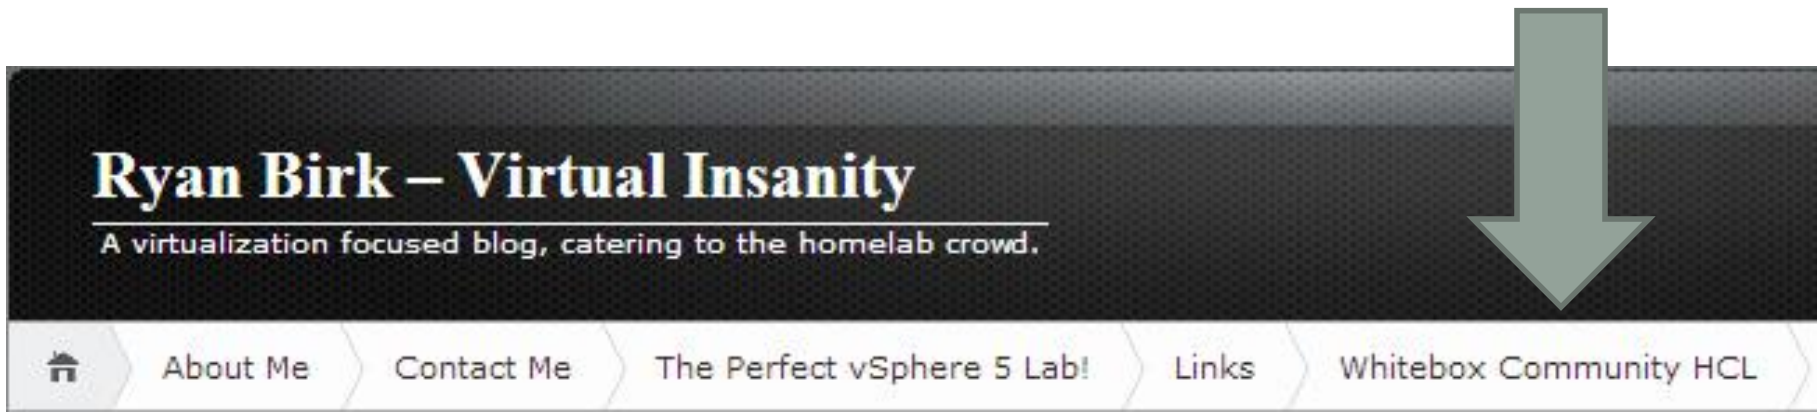 Ryan Birk – Virtual Insanity
A virtualization focused blog, catering to the homelab crowd.
About Me Contact Me The Perfect vSphere 5 Lab! Links Whitebox Community HCL